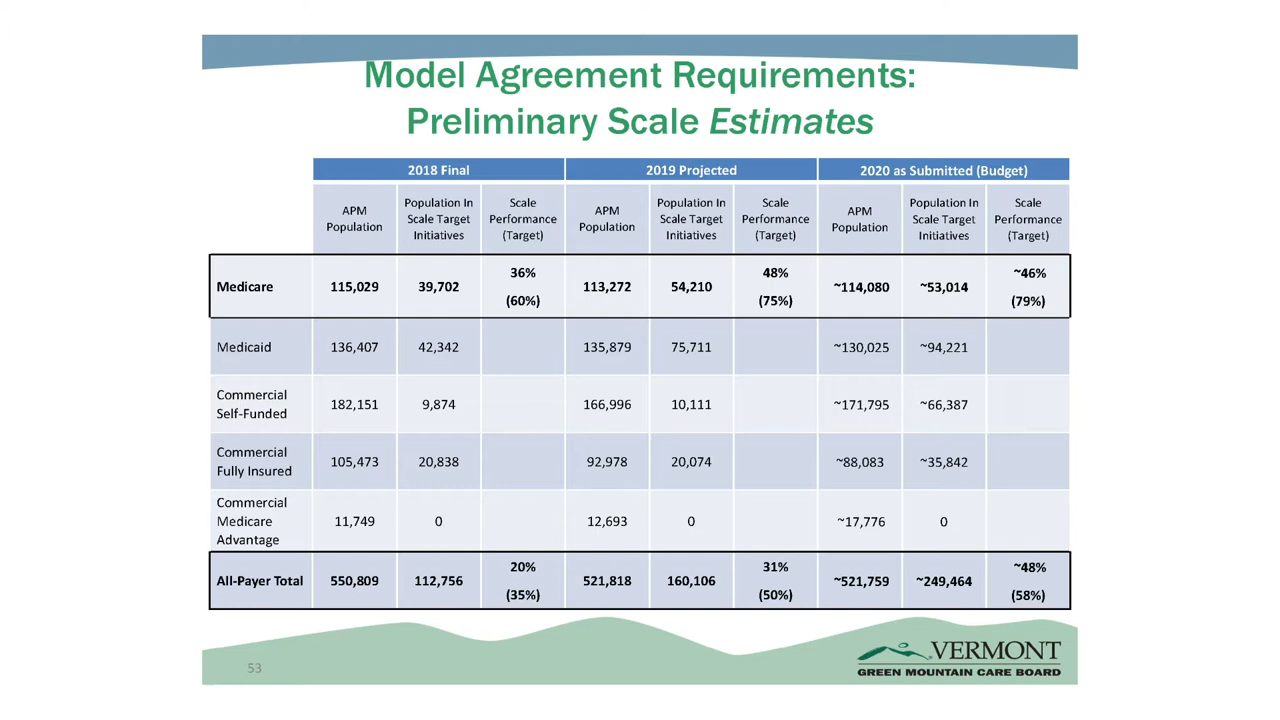 Model Agreement Requirements:
Preliminary Scale Estimates
2018 Final 2019 Projected 2020 as Submitted (Budget)
APM Population Population In Scale Target Initiatives Scale Performance (Target) APM Population Population In Scale Target Initiatives Scale Performance (Target) APM Population Population In Scale Target Initiatives Scale Performance (Target)
Medicare 115,029 39,702 36% (60%) 113,272 54,210 48% (75%) ~114,080 ~53,014 ~46% (79%)
Medicaid 136,407 42,342 135,879 75,711 ~130,025 ~94,221
Commercial Self-Funded 182,151 9,874 166,996 10,111 ~171,795 ~66,387
Commercial Fully Insured 105,473 20,838 92,978 20,074 ~88,083 ~35,842
Commercial Medicare Advantage 11,749 0 12,693 0 ~17,776 0
All-Payer Total 550,809 112,756 20% (35%) 521,818 160,106 31% (50%) ~521,759 ~249,464 ~48% (58%)
53
VERMONT
GREEN MOUNTAIN CARE BOARD